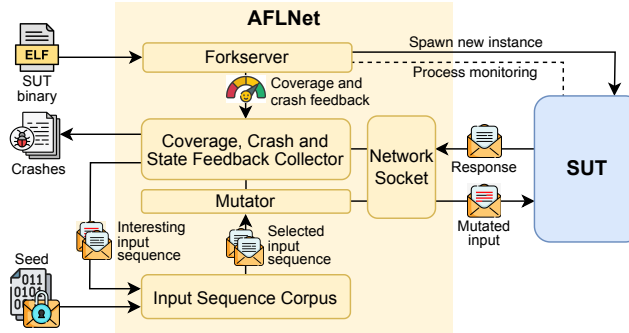 AFLNet
ELF
SUT
binary
Forkserver
Spawn new instance
Process monitoring
Coverage and
crash feedback
Crashes
Coverage, Crash and
State Feedback Collector
Network
Socket
Response
SUT
Mutator
Mutated
input
Interesting
input
sequence
Selected
input
sequence
Seed
011
0101
Input Sequence Corpus